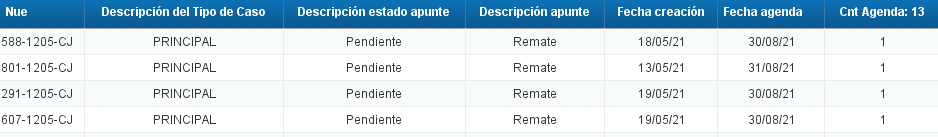 Nue Descripción del Tipo de Caso Descripción estado apunte Descripción apunte Fecha creación Fecha agenda Cnt Agenda: 13
588-1205-CJ PRINCIPAL Pendiente Remate 18/05/21 30/08/21 1
801-1205-CJ PRINCIPAL Pendiente Remate 13/05/21 31/08/21 1
291-1205-CJ PRINCIPAL Pendiente Remate 19/05/21 30/08/21 1
607-1205-CJ PRINCIPAL Pendiente Remate 19/05/21 30/08/21 1